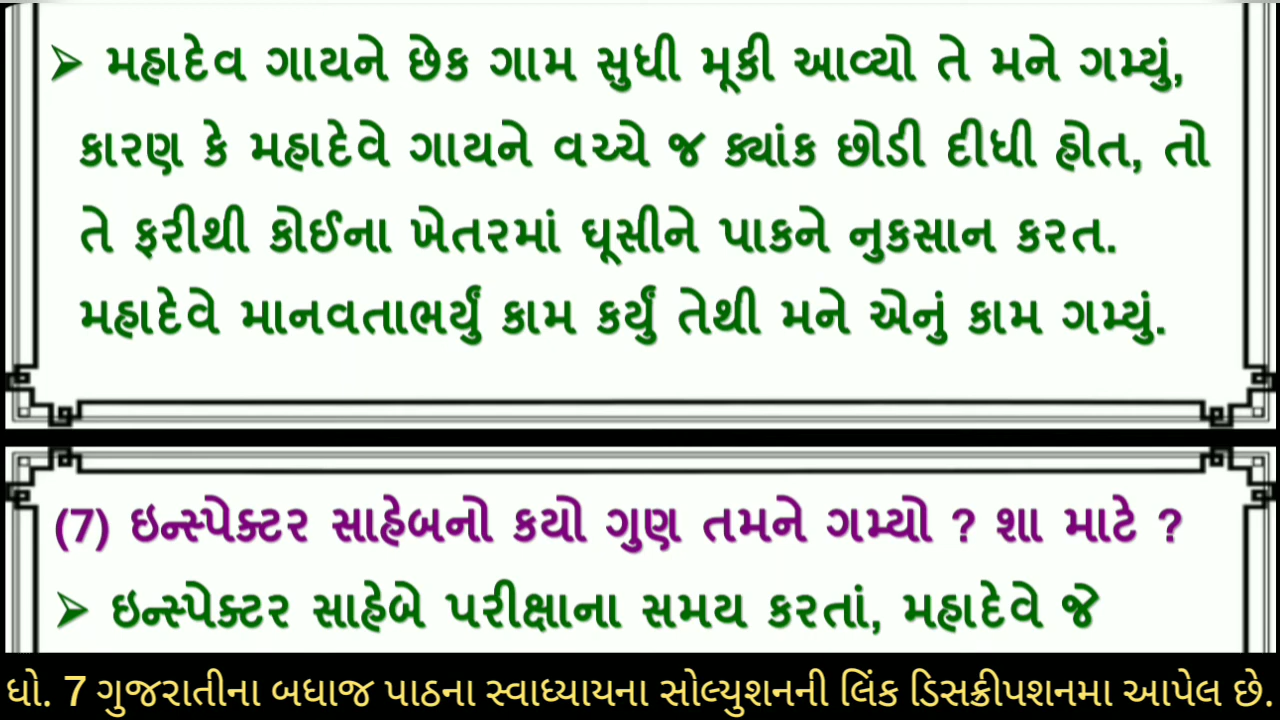 ➢ મહાદેવ ગાયને છેક ગામ સુધી મૂકી આવ્યો તે મને ગમ્યું,
કારણ કે મહાદેવે ગાયને વચ્ચે જ ક્યાંક છોડી દીધી હોત, તો
તે ફરીથી કોઈના ખેતરમાં ઘૂસીને પાકને નુકસાન કરત.
મહાદેવે માનવતાભર્યું કામ કર્યું તેથી મને એનું કામ ગમ્યું.
(7) ઇન્સ્પેક્ટર સાહેબનો કયો ગુણ તમને ગમ્યો ? શા માટે ?
➢ ઇન્સ્પેક્ટર સાહેબે પરીક્ષાના સમય કરતાં, મહાદેવે જે
ધો. 7 ગુજરાતીના બધાજ પાઠના સ્વાધ્યાયના સોલ્યુશનની લિંક ડિસક્રીપશનમા આપેલ છે.